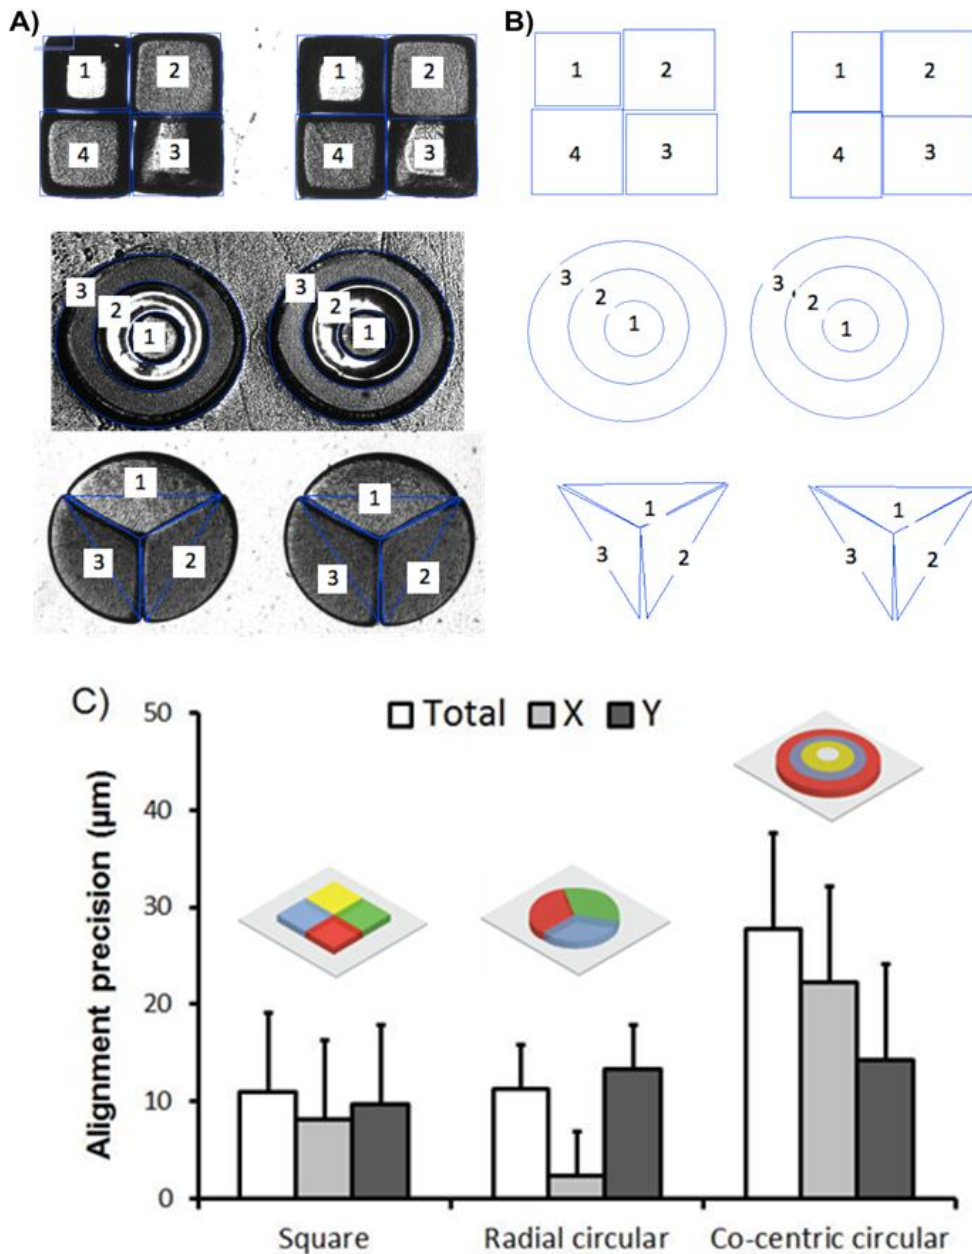 A)
B)
1 2 1 2 1 2 1 2
4 3 4 3 4 3 4 3
3 2 1 3 2 1 3 2 1 3 2 1
1 1 1 1
3 2 3 2 3 2 3 2
C)
Total X Y
50
40
30
20
10
0
Alignment precision (µm)
Square Radial circular Co-centric circular